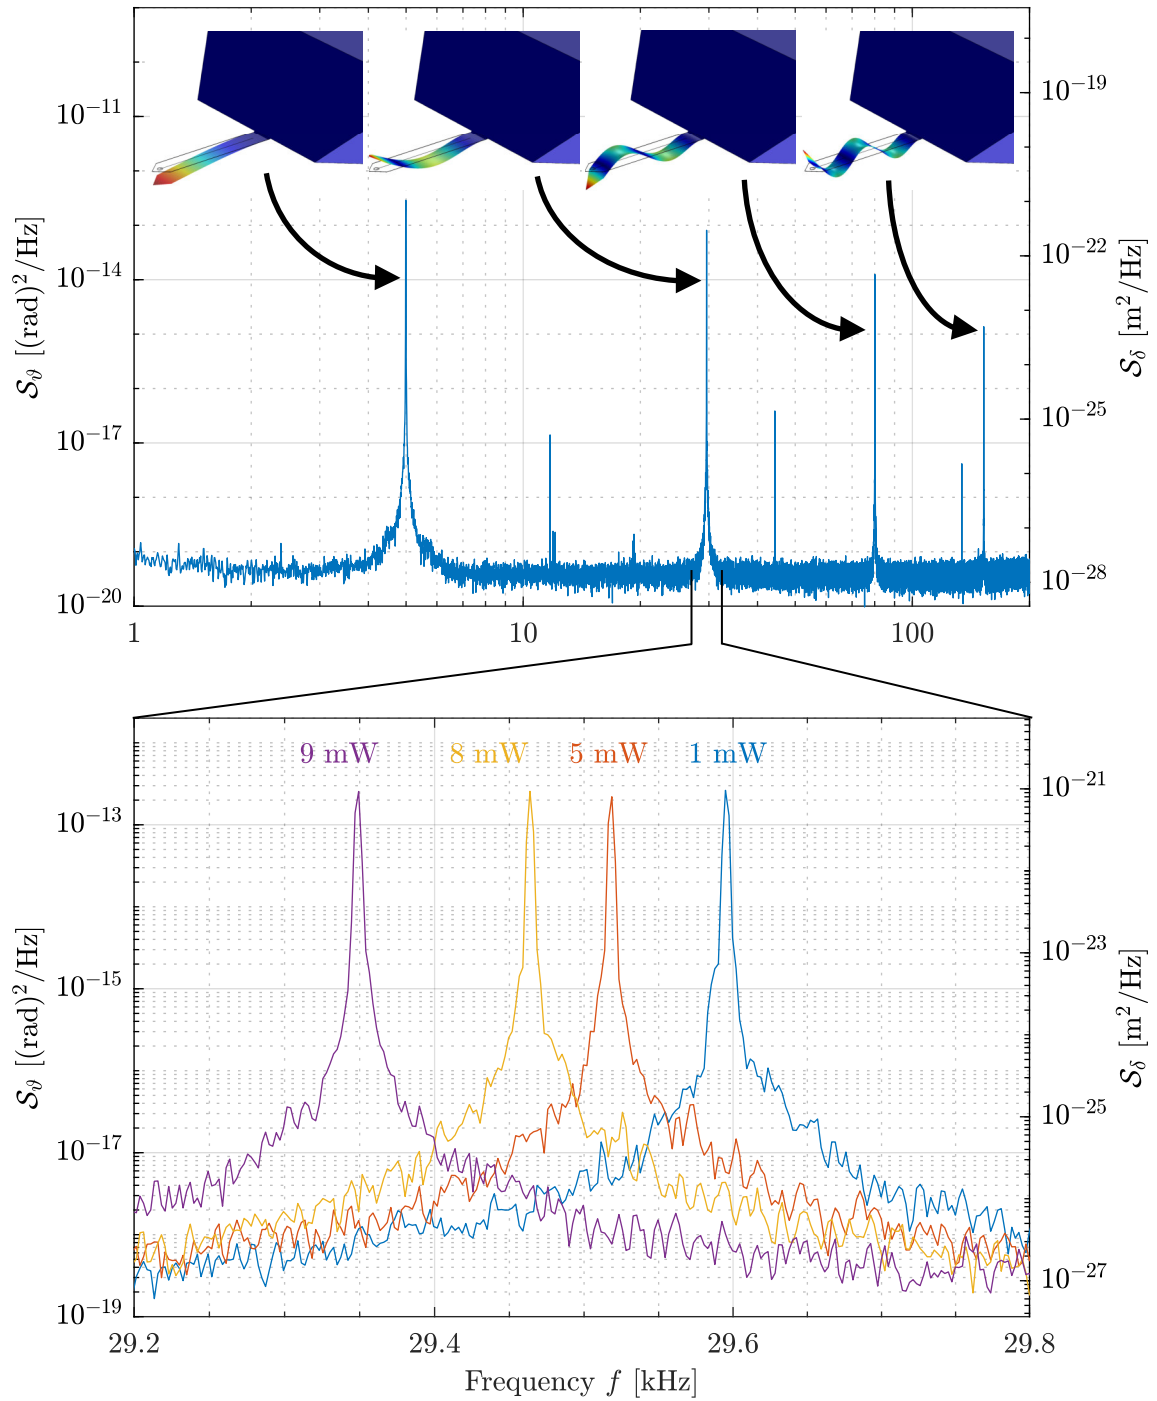 10⁻¹¹
10⁻¹⁴
10⁻¹⁷
10⁻²⁰
𝒮_ϑ [(rad)²/Hz]
10⁻¹⁹
10⁻²²
10⁻²⁵
10⁻²⁸
𝒮_δ [m²/Hz]
1 10 100
9 mW 8 mW 5 mW 1 mW
10⁻¹³
10⁻¹⁵
10⁻¹⁷
10⁻¹⁹
𝒮_ϑ [(rad)²/Hz]
10⁻²¹
10⁻²³
10⁻²⁵
10⁻²⁷
𝒮_δ [m²/Hz]
29.2 29.4 29.6 29.8
Frequency f [kHz]